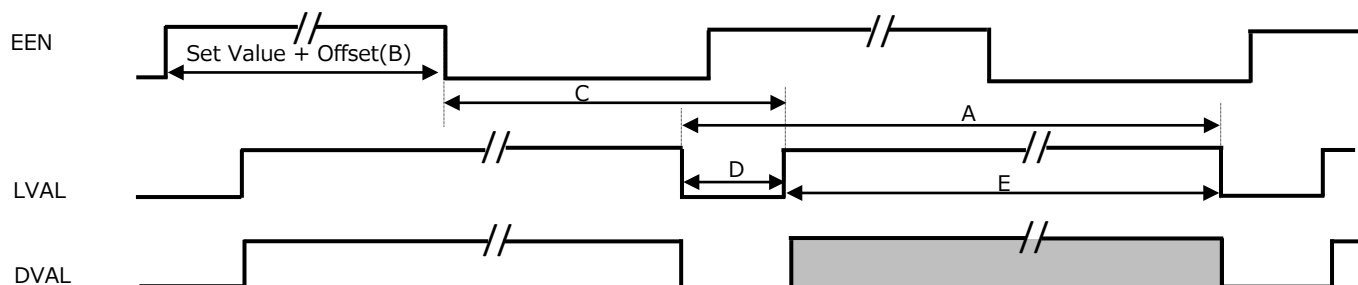 EEN
Set Value + Offset(B)
C
A
LVAL
D
E
DVAL